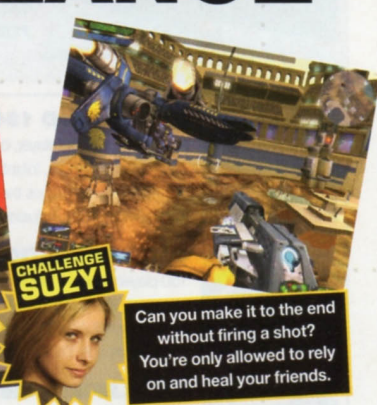 CHALLENGE
SUZY!
Can you make it to the end
without firing a shot?
You're only allowed to rely
on and heal your friends.